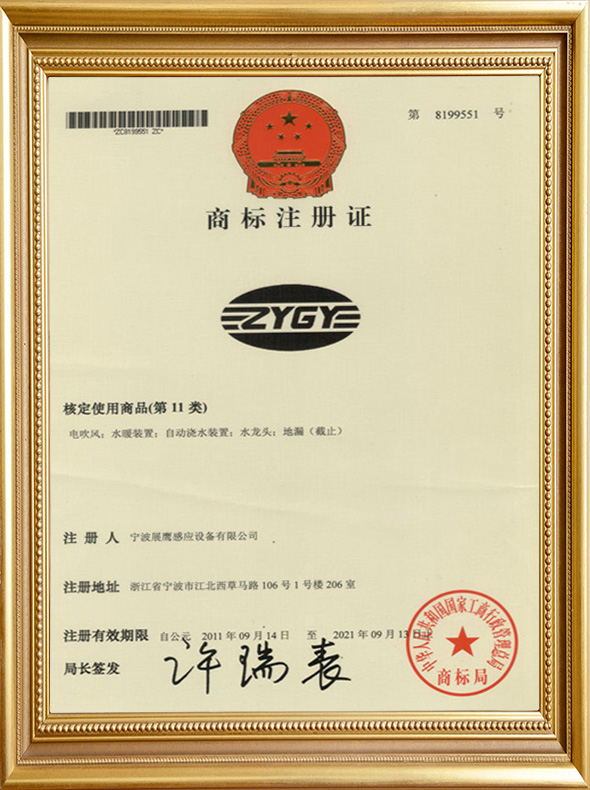 *ZC8199551 ZC*
第 8199551 号
商标注册证
ZYGY
核定使用商品(第 11 类)
电吹风；水暖装置；自动浇水装置；水龙头；地漏（截止）
注 册 人 宁波展鹰感应设备有限公司
注册地址 浙江省宁波市江北西草马路 106 号 1 号楼 206 室
注册有效期限 自公元 2011 年 09 月 14 日 至 2021 年 09 月 13 日止
局长签发 许瑞表
中华人民共和国国家工商行政管理总局
商标局